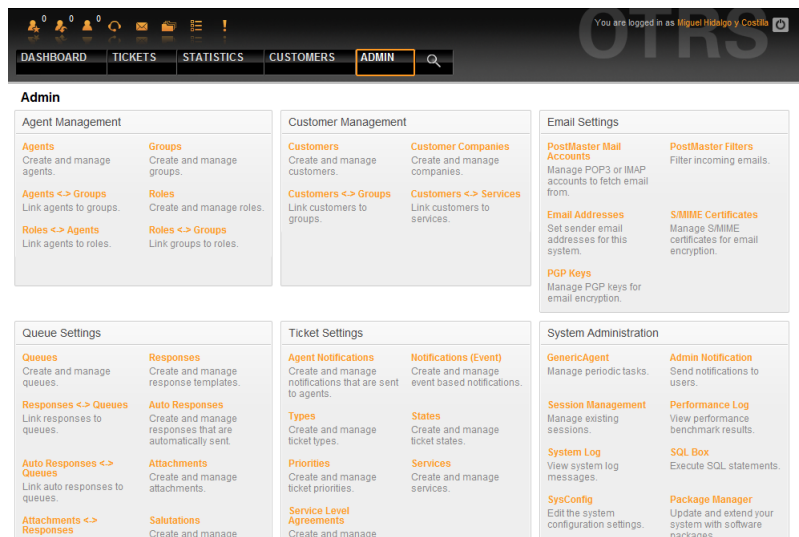 0 0 0
You are logged in as Miguel Hidalgo y Costilla
OTRS
DASHBOARD TICKETS STATISTICS CUSTOMERS ADMIN
Admin
Agent Management
Agents
Create and manage
agents.
Groups
Create and manage
groups.
Agents <-> Groups
Link agents to groups.
Roles
Create and manage roles.
Roles <-> Agents
Link agents to roles.
Roles <-> Groups
Link groups to roles.
Customer Management
Customers
Create and manage
customers.
Customer Companies
Create and manage
companies.
Customers <-> Groups
Link customers to
groups.
Customers <-> Services
Link customers to
services.
Email Settings
PostMaster Mail
Accounts
Manage POP3 or IMAP
accounts to fetch email
from.
PostMaster Filters
Filter incoming emails.
Email Addresses
Set sender email
addresses for this
system.
S/MIME Certificates
Manage S/MIME
certificates for email
encryption.
PGP Keys
Manage PGP keys for
email encryption.
Queue Settings
Queues
Create and manage
queues.
Responses
Create and manage
response templates.
Responses <-> Queues
Link responses to
queues.
Auto Responses
Create and manage
responses that are
automatically sent.
Auto Responses <->
Queues
Link auto responses to
queues.
Attachments
Create and manage
attachments.
Attachments <->
Responses
Salutations
Create and manage
Ticket Settings
Agent Notifications
Create and manage
notifications that are sent
to agents.
Notifications (Event)
Create and manage
event based notifications.
Types
Create and manage
ticket types.
States
Create and manage
ticket states.
Priorities
Create and manage
ticket priorities.
Services
Create and manage
services.
Service Level
Agreements
Create and manage
System Administration
GenericAgent
Manage periodic tasks.
Admin Notification
Send notifications to
users.
Session Management
Manage existing
sessions.
Performance Log
View performance
benchmark results.
System Log
View system log
messages.
SQL Box
Execute SQL statements.
SysConfig
Edit the system
configuration settings.
Package Manager
Update and extend your
system with software
packages.